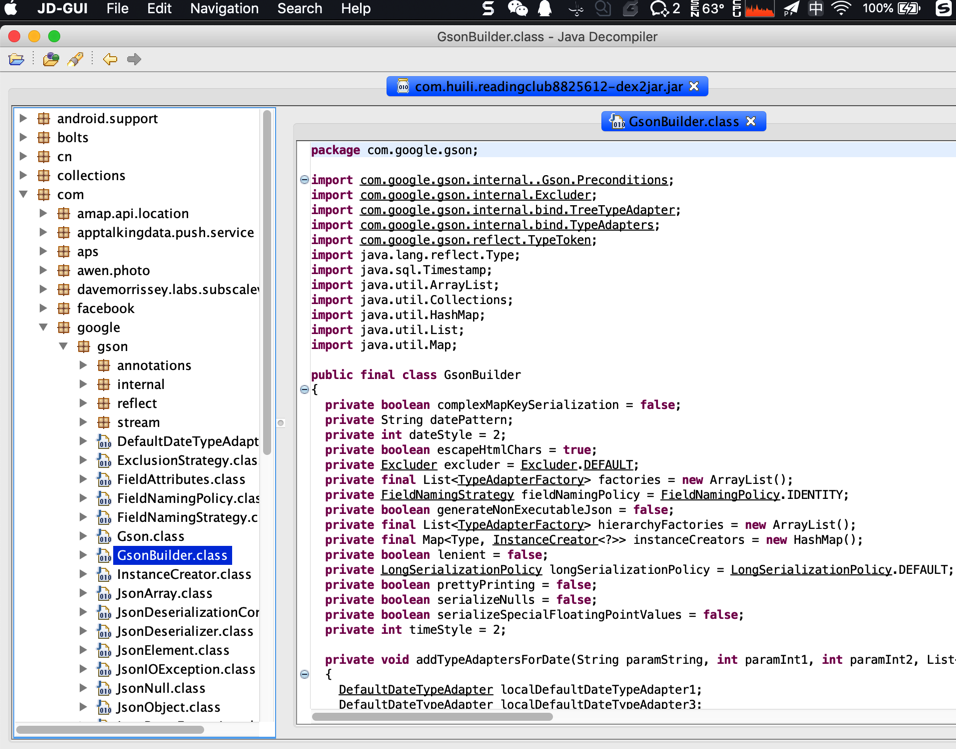 JD-GUI File Edit Navigation Search Help 2 63° 中 100%
GsonBuilder.class - Java Decompiler
com.huili.readingclub8825612-dex2jar.jar
GsonBuilder.class
android.support
bolts
cn
collections
com
amap.api.location
apptalkingdata.push.service
aps
awen.photo
davemorrissey.labs.subscalev
facebook
google
gson
annotations
internal
reflect
stream
DefaultDateTypeAdapt
ExclusionStrategy.clas
FieldAttributes.class
FieldNamingPolicy.clas
FieldNamingStrategy.c
Gson.class
GsonBuilder.class
InstanceCreator.class
JsonArray.class
JsonDeserializationCor
JsonDeserializer.class
JsonElement.class
JsonIOException.class
JsonNull.class
JsonObject.class
package com.google.gson;
import com.google.gson.internal..Gson.Preconditions;
import com.google.gson.internal.Excluder;
import com.google.gson.internal.bind.TreeTypeAdapter;
import com.google.gson.internal.bind.TypeAdapters;
import com.google.gson.reflect.TypeToken;
import java.lang.reflect.Type;
import java.sql.Timestamp;
import java.util.ArrayList;
import java.util.Collections;
import java.util.HashMap;
import java.util.List;
import java.util.Map;
public final class GsonBuilder
{
private boolean complexMapKeySerialization = false;
private String datePattern;
private int dateStyle = 2;
private boolean escapeHtmlChars = true;
private Excluder excluder = Excluder.DEFAULT;
private final List<TypeAdapterFactory> factories = new ArrayList();
private FieldNamingStrategy fieldNamingPolicy = FieldNamingPolicy.IDENTITY;
private boolean generateNonExecutableJson = false;
private final List<TypeAdapterFactory> hierarchyFactories = new ArrayList();
private final Map<Type, InstanceCreator<?>> instanceCreators = new HashMap();
private boolean lenient = false;
private LongSerializationPolicy longSerializationPolicy = LongSerializationPolicy.DEFAULT;
private boolean prettyPrinting = false;
private boolean serializeNulls = false;
private boolean serializeSpecialFloatingPointValues = false;
private int timeStyle = 2;
private void addTypeAdaptersForDate(String paramString, int paramInt1, int paramInt2, List<
{
DefaultDateTypeAdapter localDefaultDateTypeAdapter1;
DefaultDateTypeAdapter localDefaultDateTypeAdapter3;